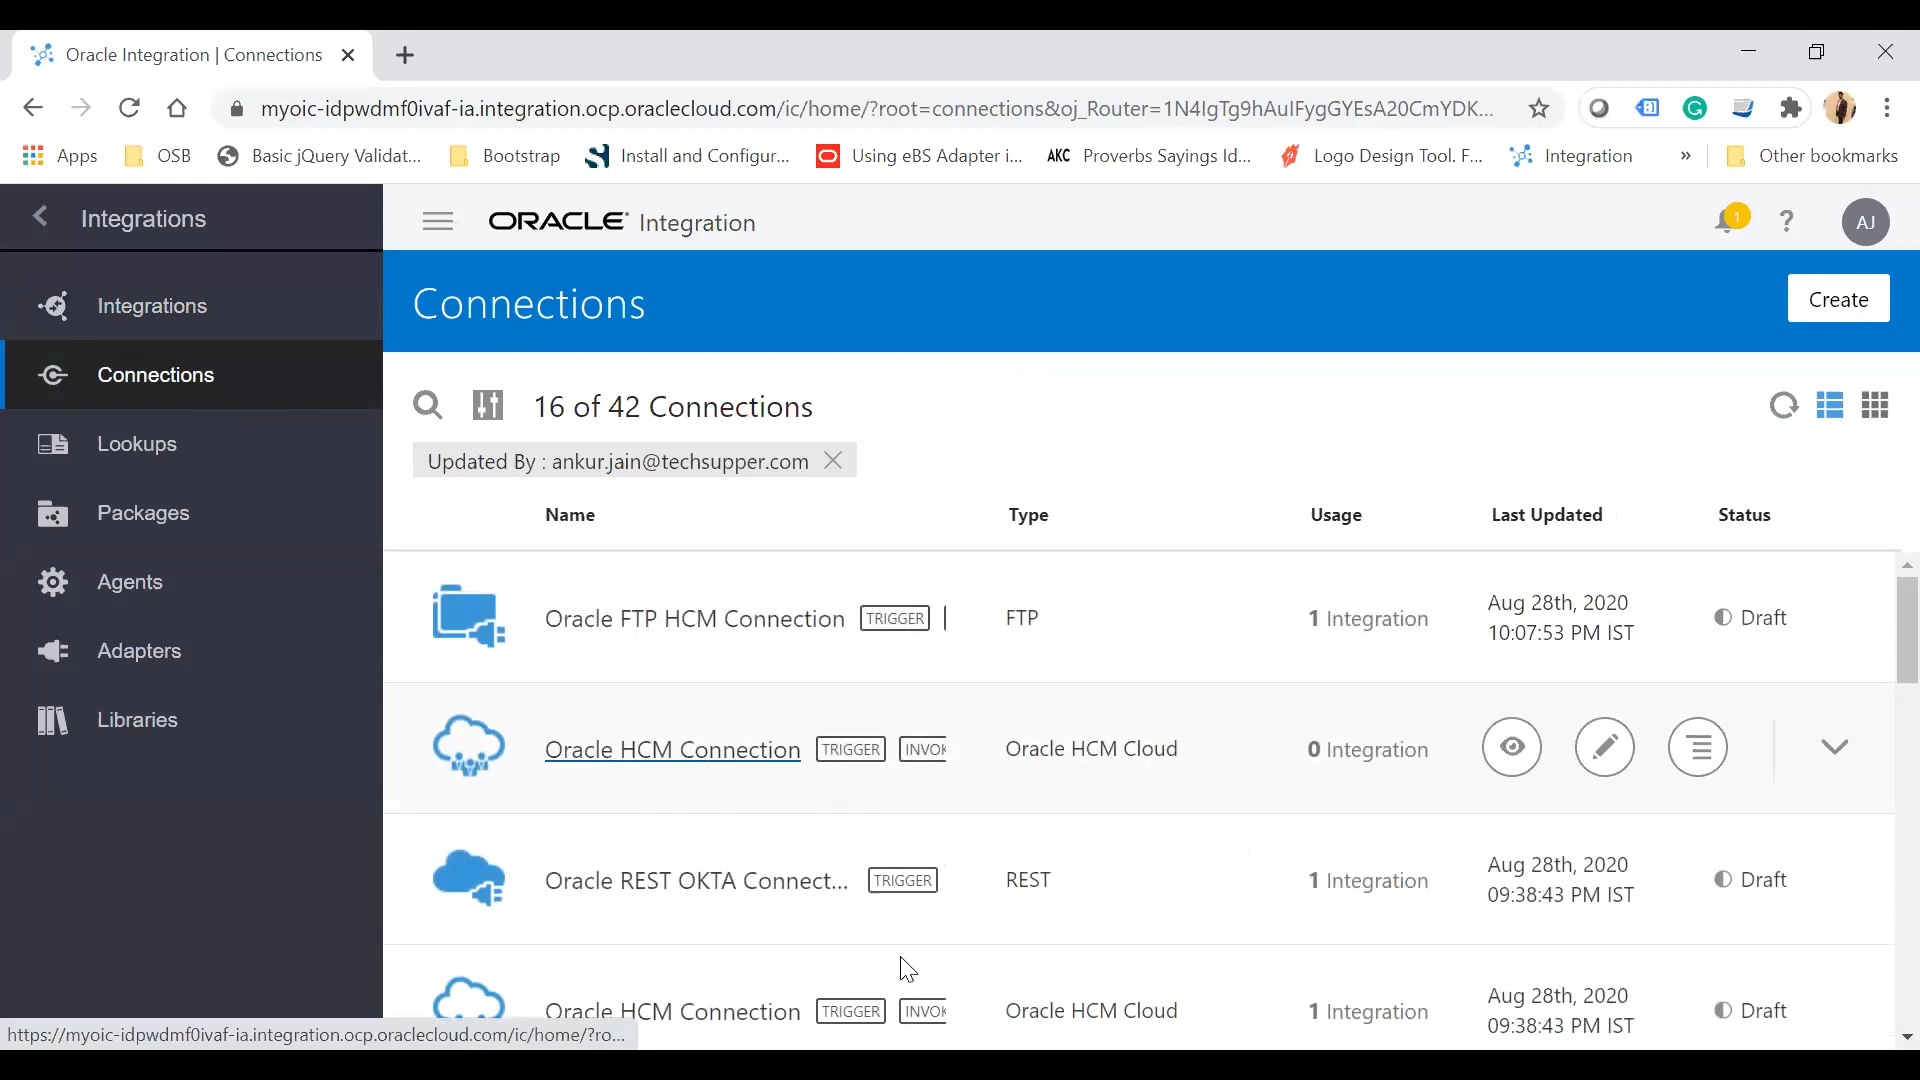 Oracle Integration | Connections
myoic-idpwdmf0ivaf-ia.integration.ocp.oraclecloud.com/ic/home/?root=connections&oj_Router=1N4IgTg9hAuIFygGYEsA20CmYDK...
Apps OSB Basic jQuery Validat... Bootstrap Install and Configur... Using eBS Adapter i... AKC Proverbs Sayings Id... Logo Design Tool. F... Integration » Other bookmarks
Integrations
ORACLE Integration 1 ? AJ
Connections Create
Integrations
Connections
Lookups
Packages
Agents
Adapters
Libraries
16 of 42 Connections
Updated By : ankur.jain@techsupper.com
Name Type Usage Last Updated Status
Oracle FTP HCM Connection TRIGGER FTP 1 Integration Aug 28th, 2020 Draft
10:07:53 PM IST
Oracle HCM Connection TRIGGER INVOK Oracle HCM Cloud 0 Integration
Oracle REST OKTA Connect... TRIGGER REST 1 Integration Aug 28th, 2020 Draft
09:38:43 PM IST
Oracle HCM Connection TRIGGER INVOK Oracle HCM Cloud 1 Integration Aug 28th, 2020 Draft
09:38:43 PM IST
https://myoic-idpwdmf0ivaf-ia.integration.ocp.oraclecloud.com/ic/home/?ro...